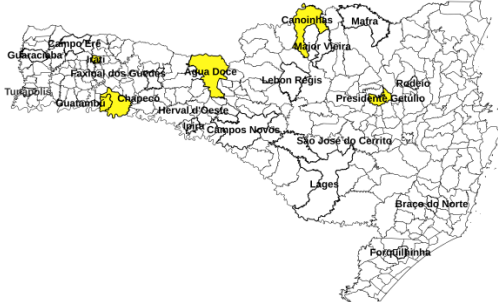 Canoinhas
Mafra
Campo Erê
Major Vieira
Guaraciaba
Irati
Faxinal dos Guedes
Água Doce
Lebon Régis
Rodeio
Tunápolis
Guatambú
Chapecó
Presidente Getúlio
Herval d'Oeste
Ipira
Campos Novos
São José do Cerrito
Lages
Braço do Norte
Forquilhinha